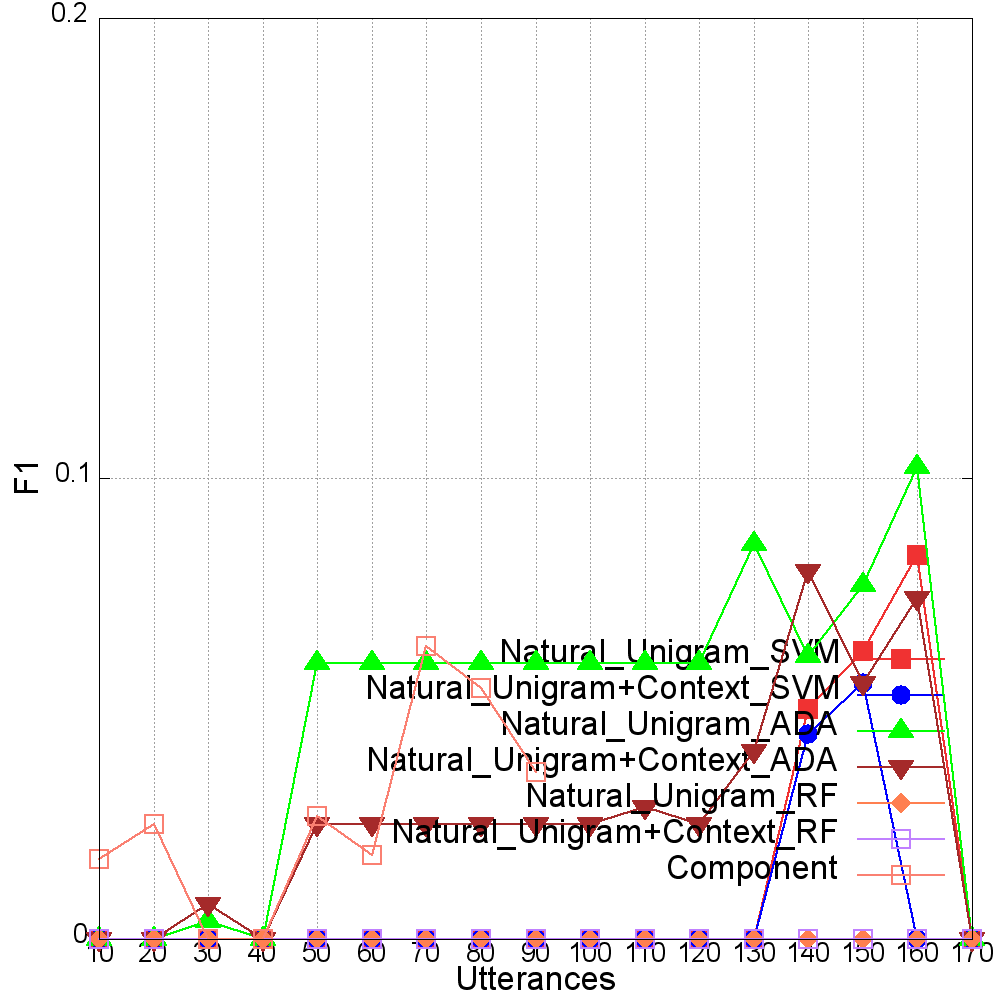 0.2
0.1
0
F1
Natural_Unigram_SVM
Natural_Unigram+Context_SVM
Natural_Unigram_ADA
Natural_Unigram+Context_ADA
Natural_Unigram_RF
Natural_Unigram+Context_RF
Component
10 20 30 40 50 60 70 80 90 100 110 120 130 140 150 160 170
Utterances